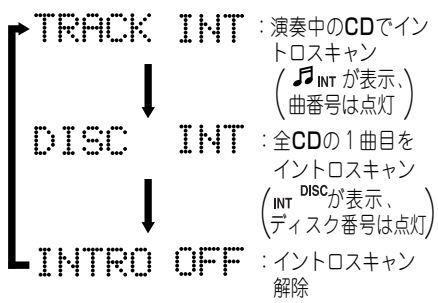 TRACK INT：演奏中のCDでイン
トロスキャン
(♫INT が表示、
曲番号は点灯)
DISC INT：全CDの1曲目を
イントロスキャン
(INT DISCが表示、
ディスク番号は点灯)
INTRO OFF：イントロスキャン
解除